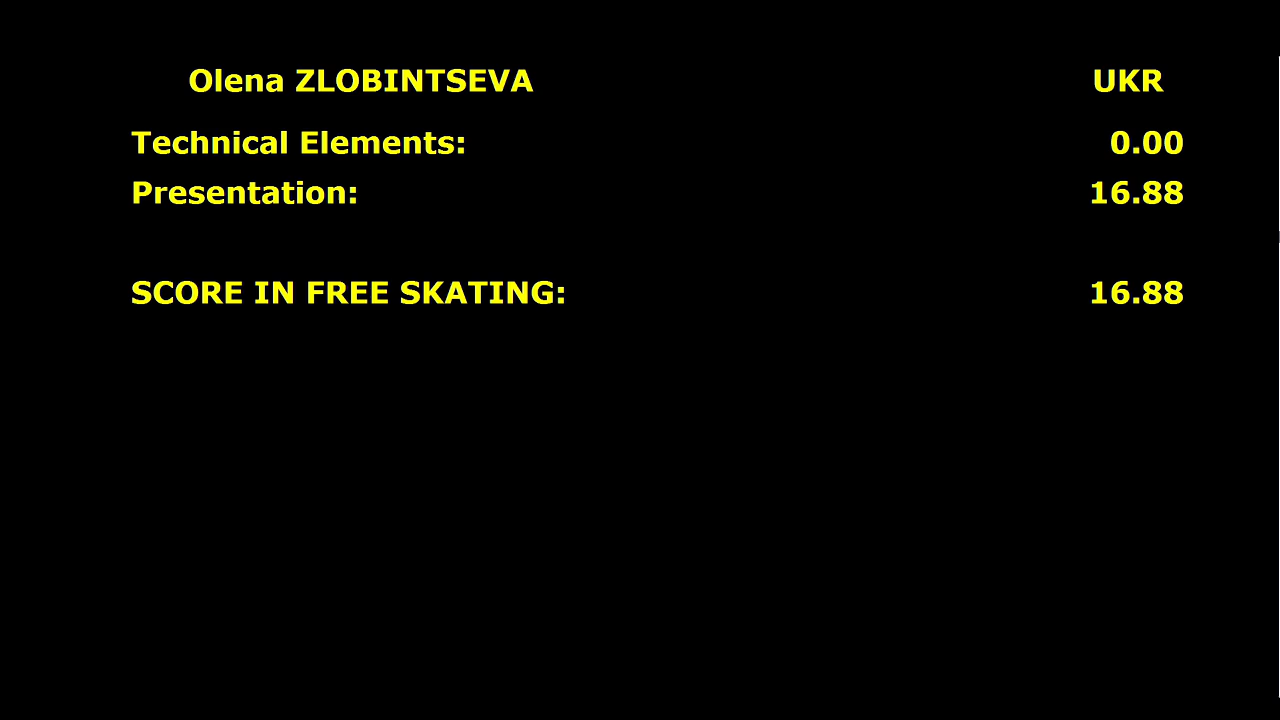 Olena ZLOBINTSEVA UKR
Technical Elements: 0.00
Presentation: 16.88
SCORE IN FREE SKATING: 16.88